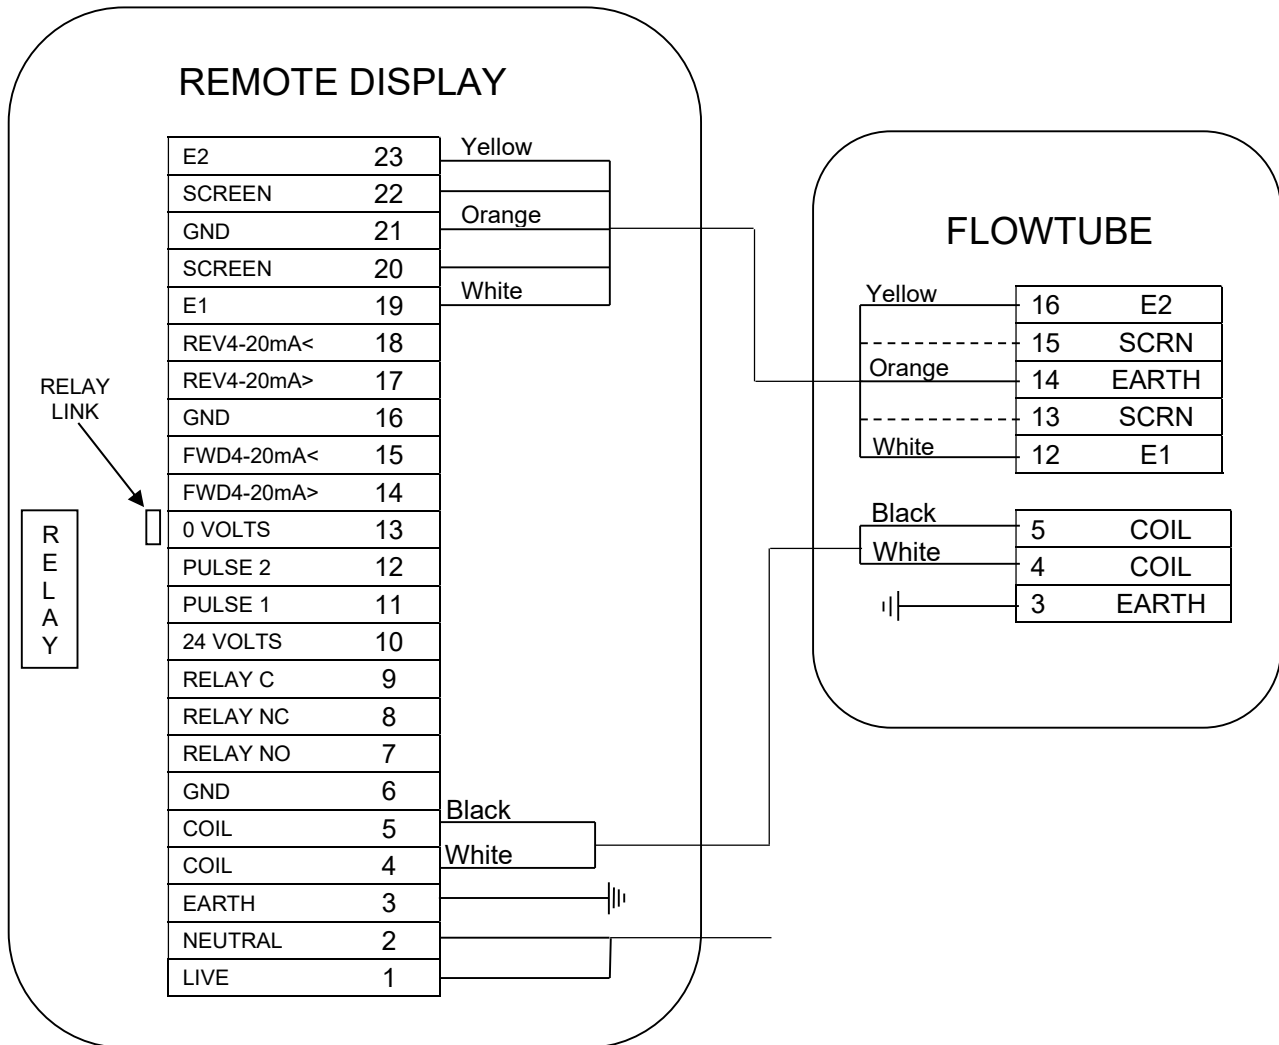 REMOTE DISPLAY
E2 23 Yellow
SCREEN 22
GND 21 Orange
SCREEN 20
E1 19 White
REV4-20mA< 18
REV4-20mA> 17
GND 16
FWD4-20mA< 15
FWD4-20mA> 14
0 VOLTS 13
PULSE 2 12
PULSE 1 11
24 VOLTS 10
RELAY C 9
RELAY NC 8
RELAY NO 7
GND 6
COIL 5 Black
COIL 4 White
EARTH 3
NEUTRAL 2
LIVE 1
RELAY
LINK
R
E
L
A
Y
FLOWTUBE
Yellow 16 E2
15 SCRN
Orange 14 EARTH
13 SCRN
White 12 E1
Black 5 COIL
White 4 COIL
3 EARTH